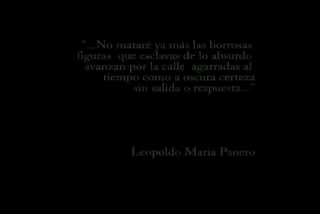 "...No mataré ya más las borrosas
figuras que esclavas de lo absurdo
avanzan por la calle agarradas al
tiempo como a oscura certeza
sin salida o respuesta..."
Leopoldo María Panero